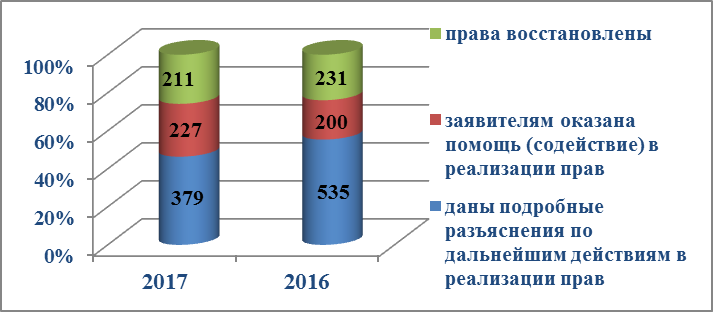 100%
80%
60%
40%
20%
0%
211
231
227
200
379
535
2017
2016
права восстановлены
заявителям оказана
помощь (содействие) в
реализации прав
даны подробные
разъяснения по
дальнейшим действиям в
реализации прав